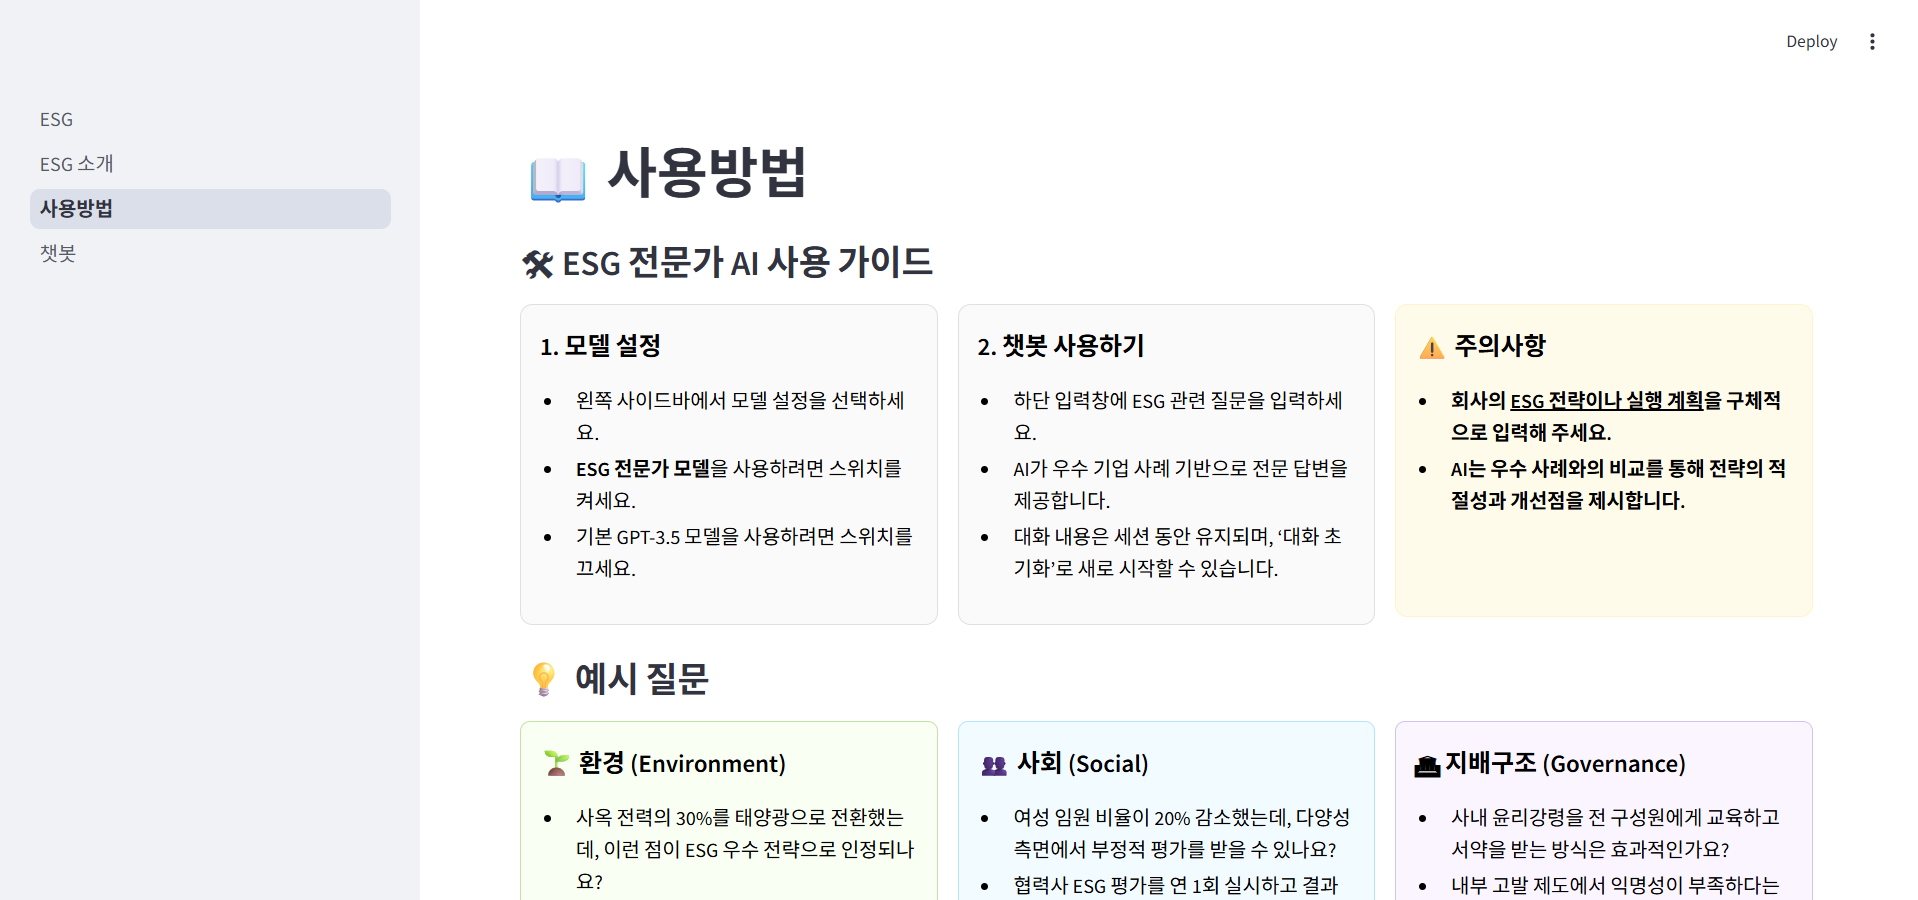 Deploy
ESG
ESG 소개
사용방법
챗봇
사용방법
ESG 전문가 AI 사용 가이드
1. 모델 설정
왼쪽 사이드바에서 모델 설정을 선택하세
요.
ESG 전문가 모델을 사용하려면 스위치를
켜세요.
기본 GPT-3.5 모델을 사용하려면 스위치를
끄세요.
2. 챗봇 사용하기
하단 입력창에 ESG 관련 질문을 입력하세
요.
AI가 우수 기업 사례 기반으로 전문 답변을
제공합니다.
대화 내용은 세션 동안 유지되며, ‘대화 초
기화’로 새로 시작할 수 있습니다.
주의사항
회사의 ESG 전략이나 실행 계획을 구체적
으로 입력해 주세요.
AI는 우수 사례와의 비교를 통해 전략의 적
절성과 개선점을 제시합니다.
예시 질문
환경 (Environment)
사옥 전력의 30%를 태양광으로 전환했는
데, 이런 점이 ESG 우수 전략으로 인정되나
요?
사회 (Social)
여성 임원 비율이 20% 감소했는데, 다양성
측면에서 부정적 평가를 받을 수 있나요?
협력사 ESG 평가를 연 1회 실시하고 결과
지배구조 (Governance)
사내 윤리강령을 전 구성원에게 교육하고
서약을 받는 방식은 효과적인가요?
내부 고발 제도에서 익명성이 부족하다는